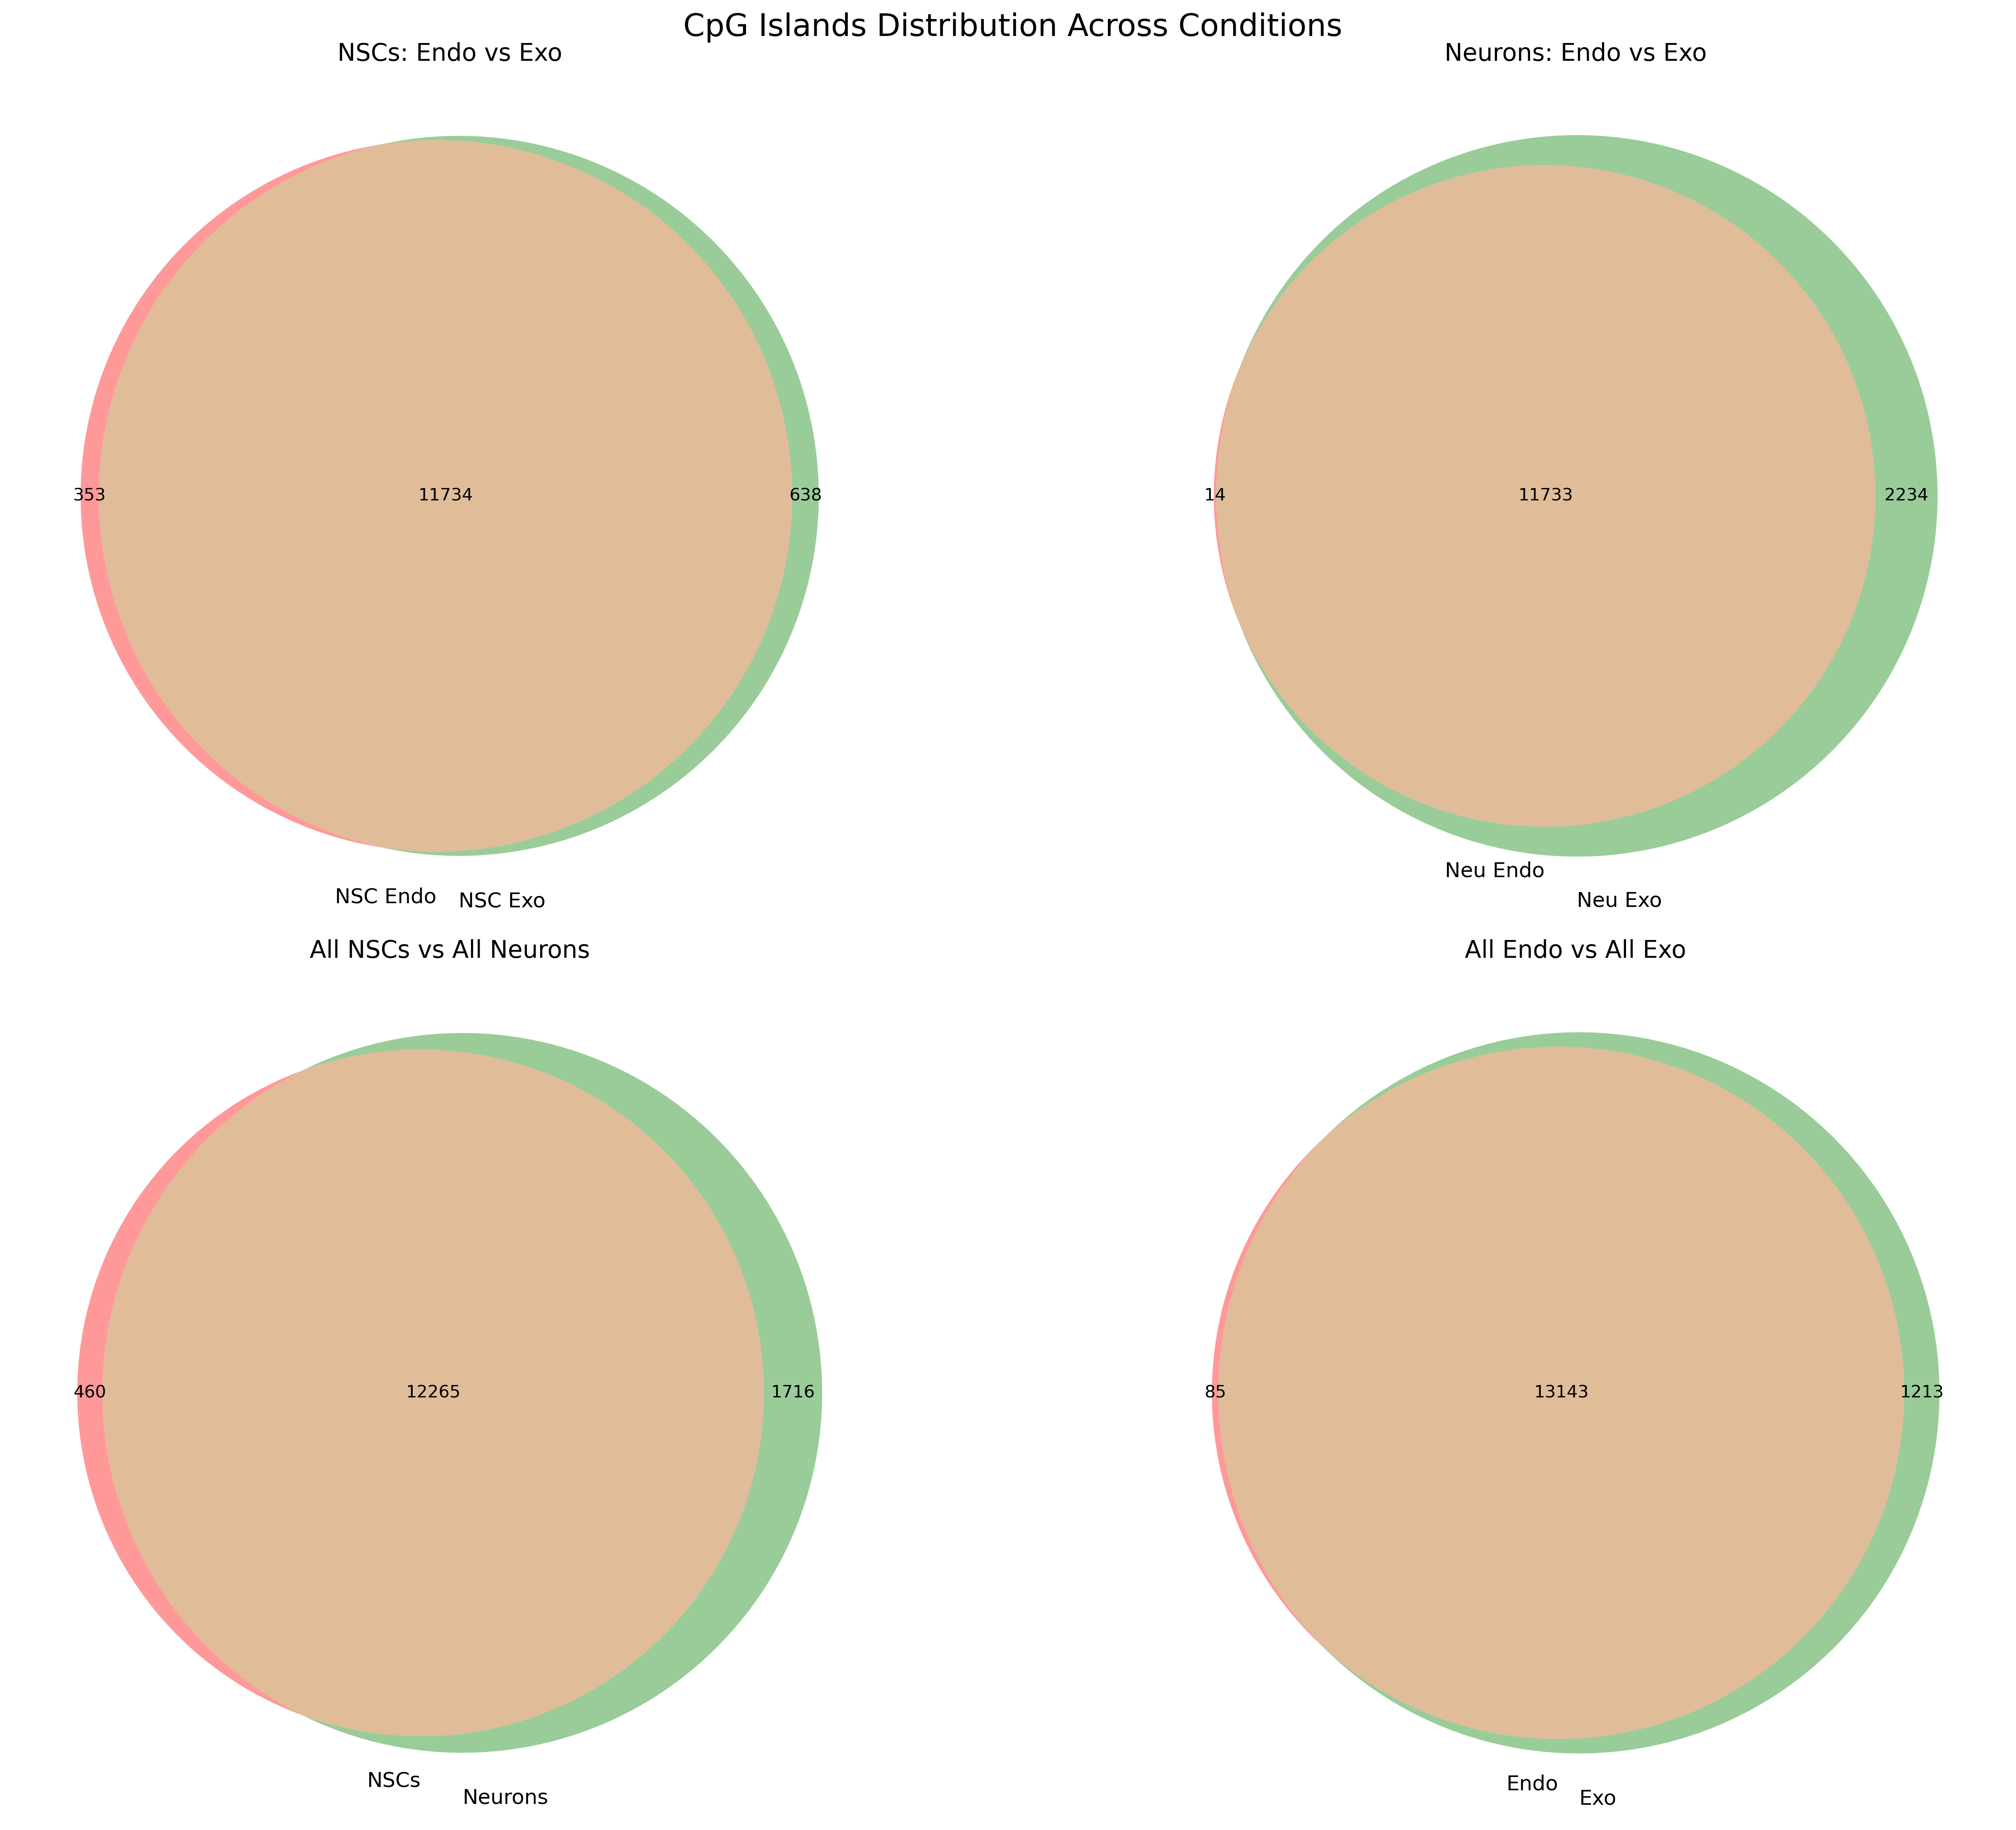 CpG Islands Distribution Across Conditions
NSCs: Endo vs Exo
353
11734
638
NSC Endo
NSC Exo
Neurons: Endo vs Exo
14
11733
2234
Neu Endo
Neu Exo
All NSCs vs All Neurons
460
12265
1716
NSCs
Neurons
All Endo vs All Exo
85
13143
1213
Endo
Exo